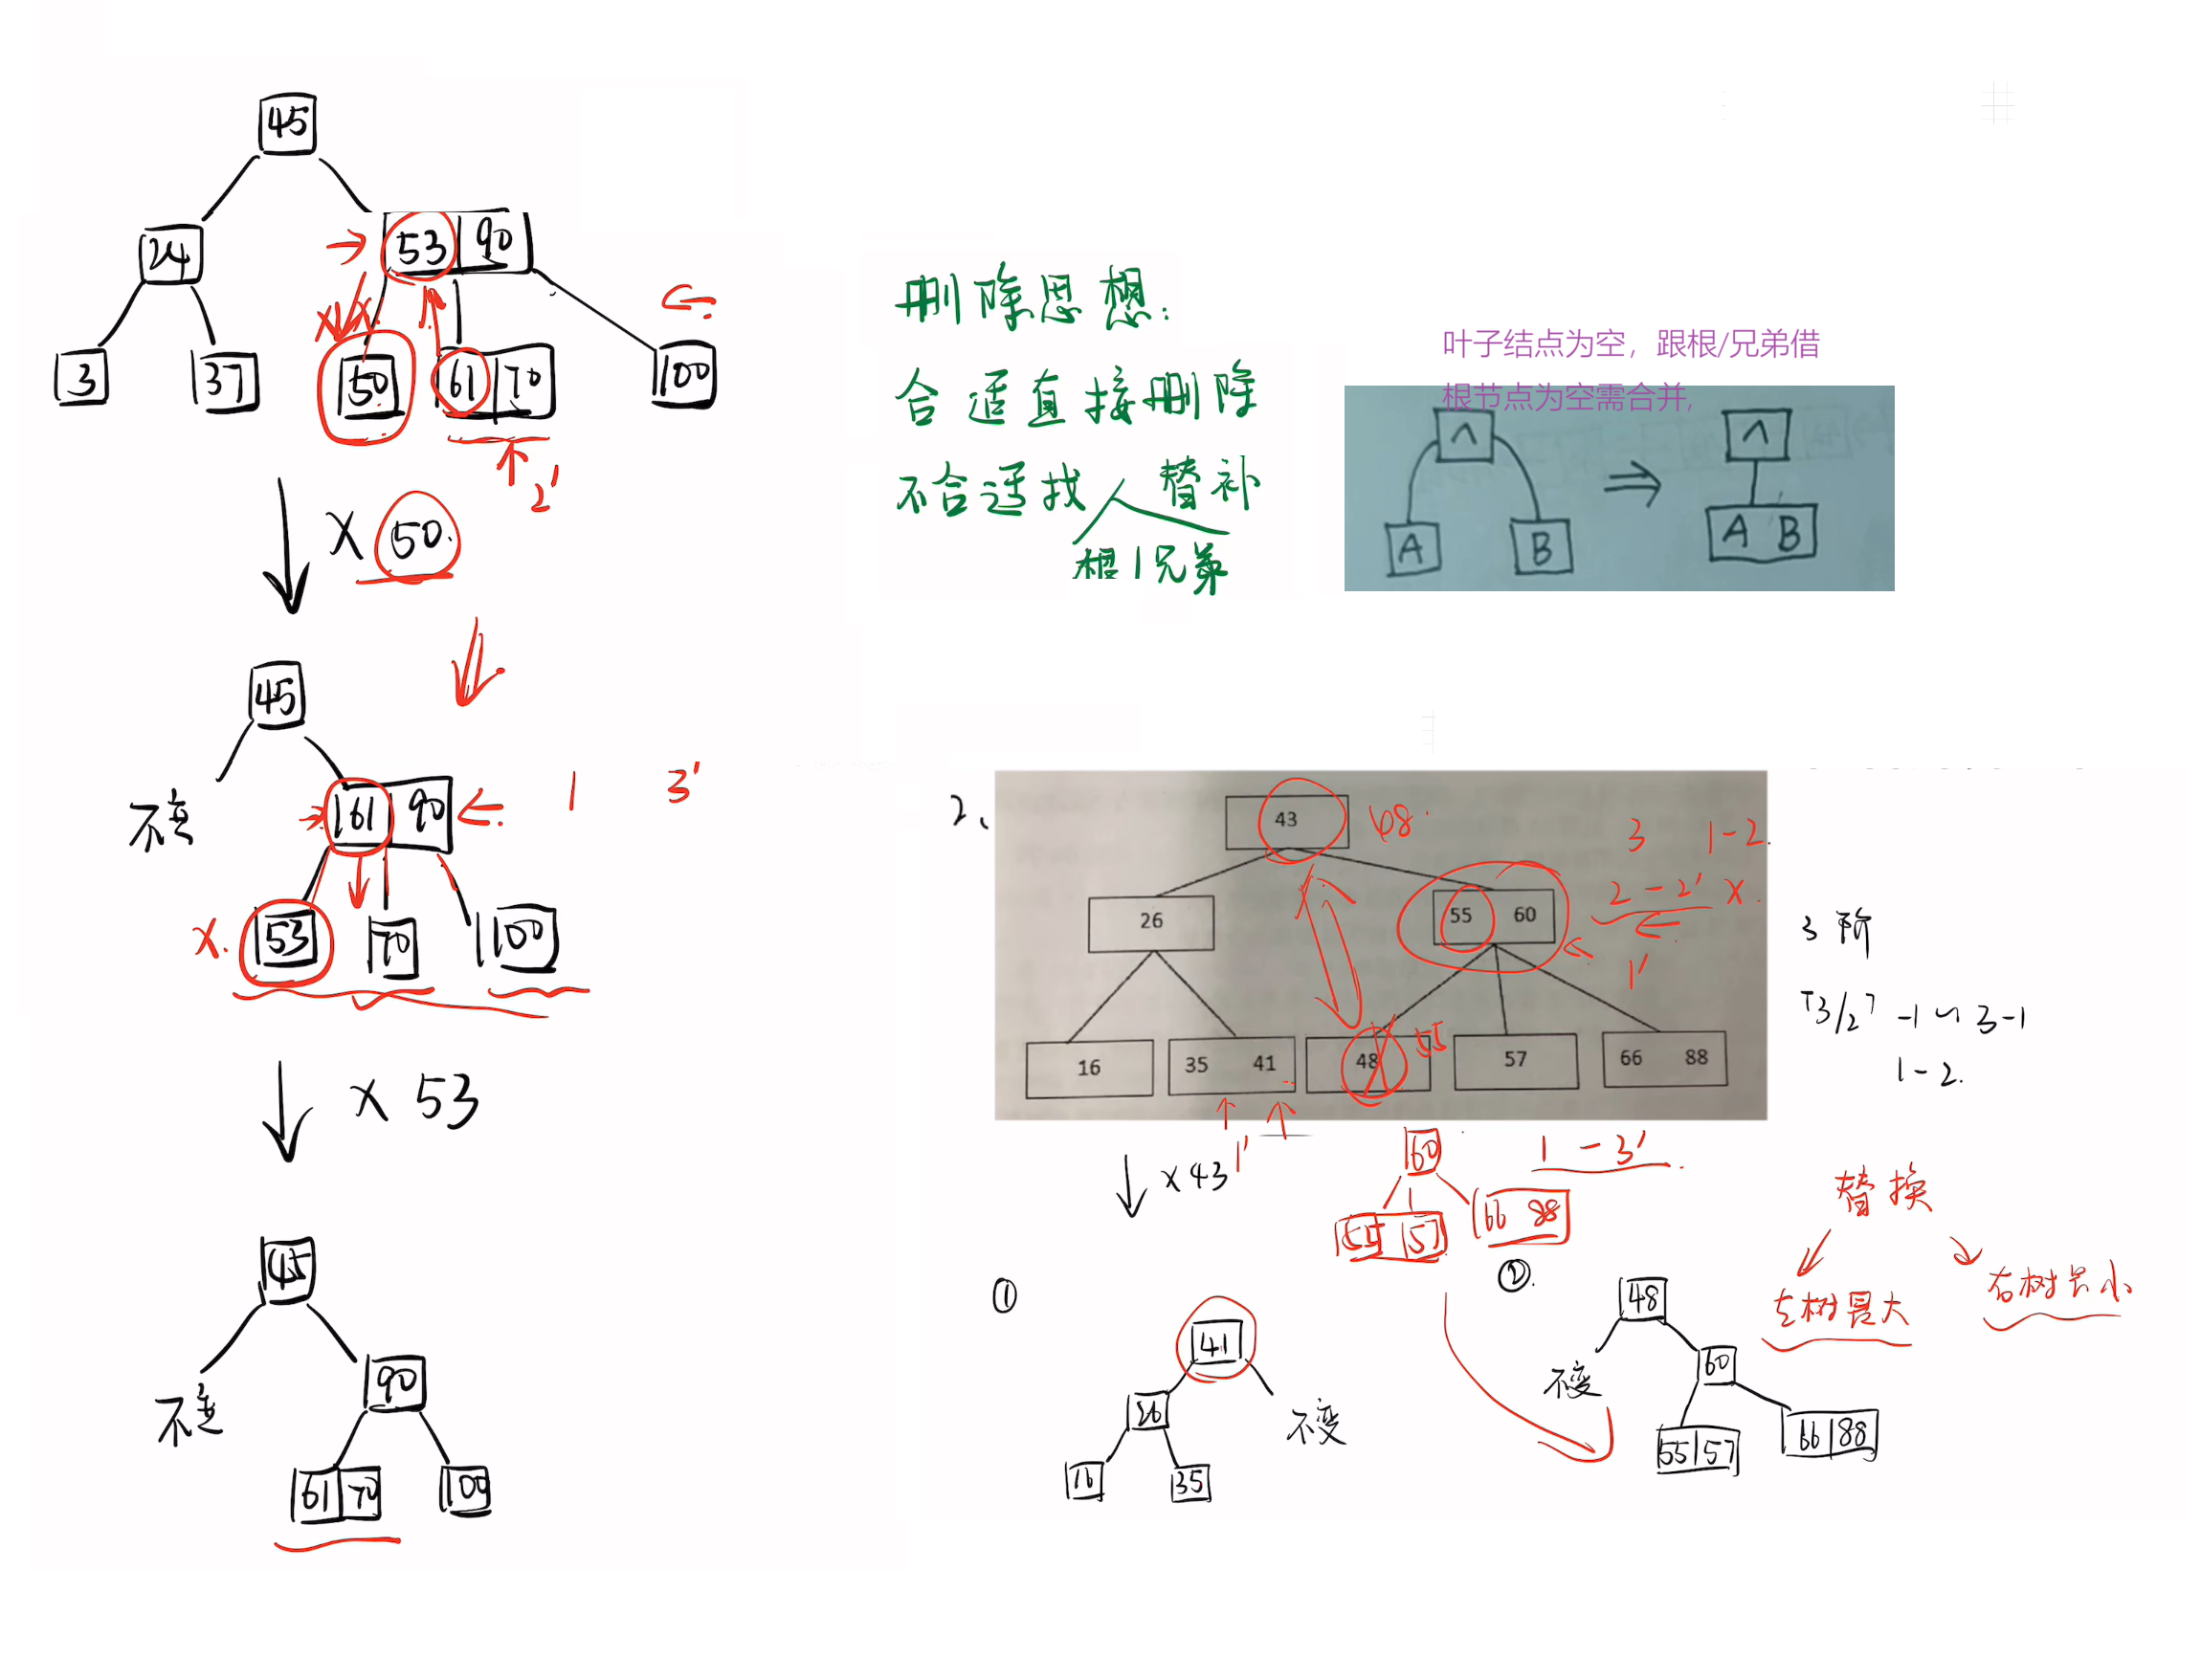 45
24
53 90
3
37
50
61 70
100
2'
× 50.
45
不变
61 90
1 3'
×.
53
70
100
× 53
45
不变
90
61 70
100
删除思想:
合适直接删除
不合适找人替补
根 / 兄弟
叶子结点为空，跟根/兄弟借
根节点为空需合并,
Λ
Λ
A
B
A B
2、
43
48.
3 1-2.
26
55 60
2-2' ×.
1'
16
35 41
48
55
57
66 88
3阶
⌈3/2⌉-1 ~ 3-1
1-2.
× 43
1'
60
1-3'
55 57
66 88
替换
左树最大
右树最小
①
41
26
不变
16
35
②.
48
不变
60
55 57
66 88